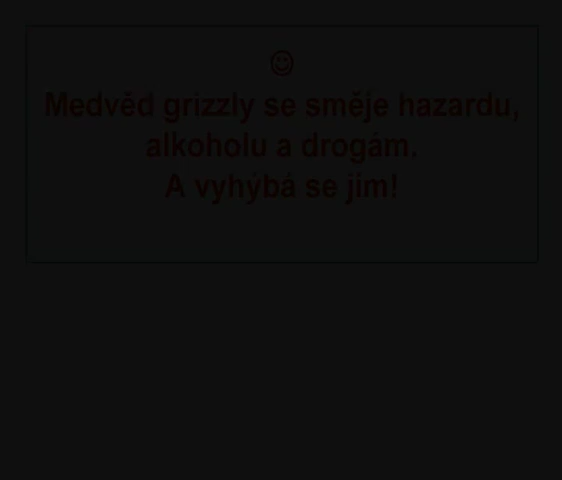 ☺
Medvěd grizzly se směje hazardu,
alkoholu a drogám.
A vyhýbá se jim!